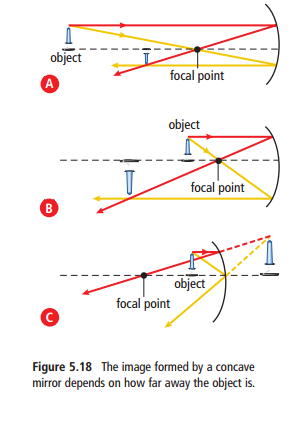 object
focal point
A
object
focal point
B
object
focal point
C
Figure 5.18 The image formed by a concave
mirror depends on how far away the object is.